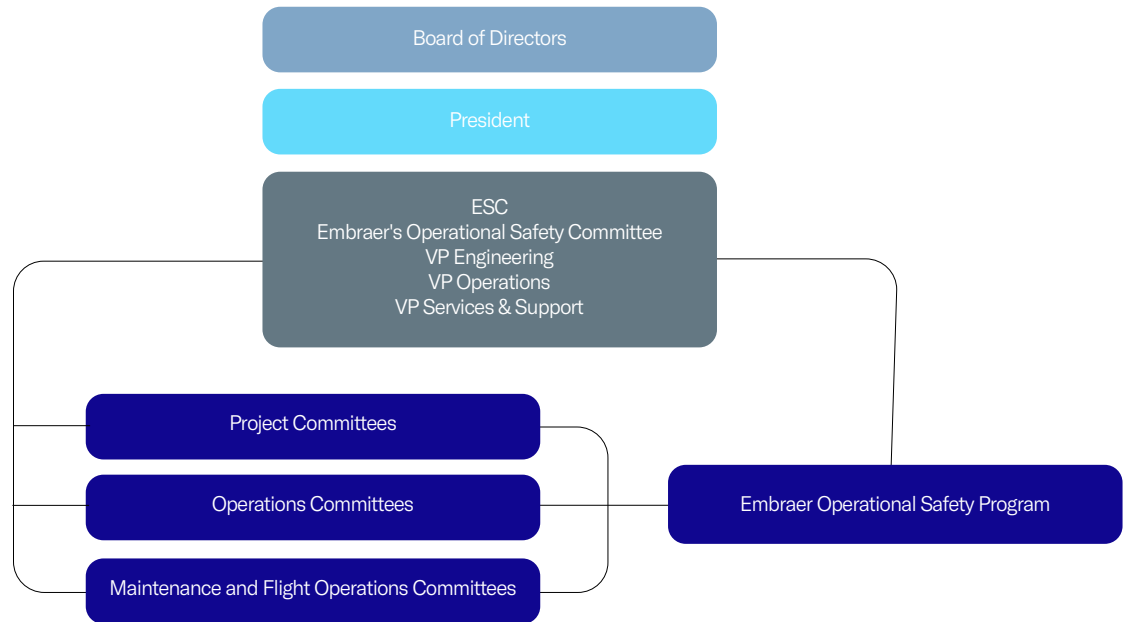 Board of Directors
President
ESC
Embraer's Operational Safety Committee
VP Engineering
VP Operations
VP Services & Support
Project Committees
Operations Committees
Embraer Operational Safety Program
Maintenance and Flight Operations Committees